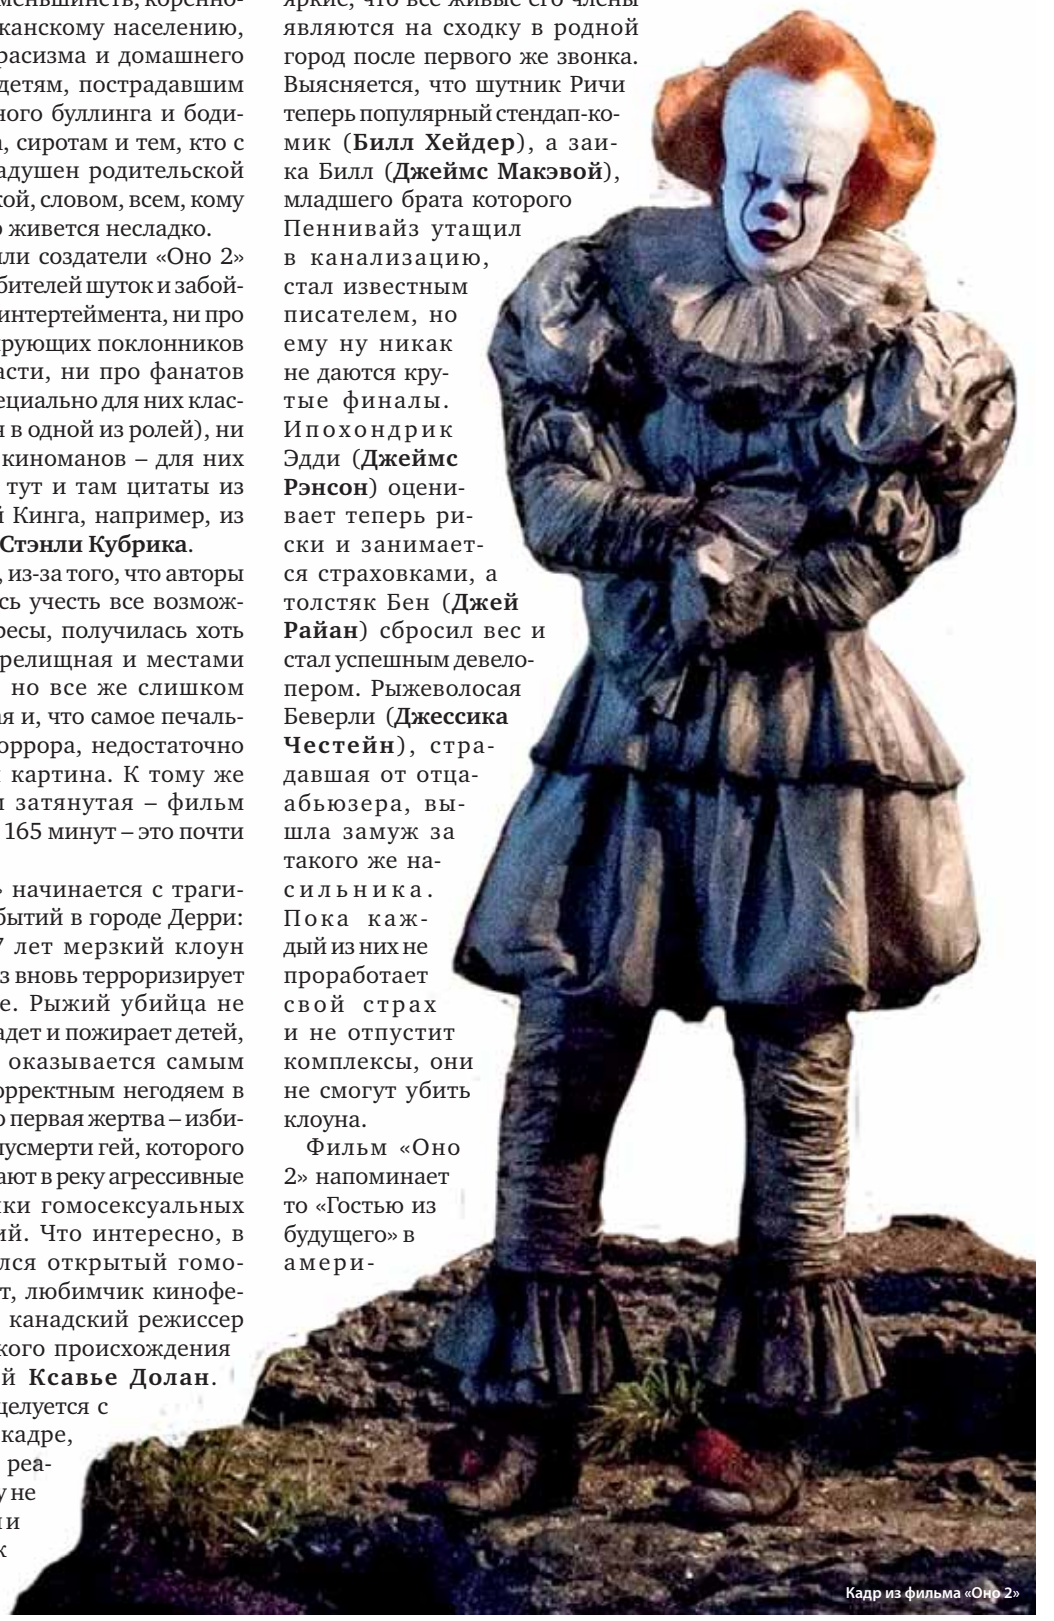 меньшинств, коренно-
канскому населению,
расизма и домашнего
детям, пострадавшим
ного буллинга и боди-
, сиротам и тем, кто с
адушен родительской
кой, словом, всем, кому
о живется несладко.
или создатели «Оно 2»
бителей шуток и забой-
интертеймента, ни про
ирующих поклонников
асти, ни про фанатов
ециально для них клас-
я в одной из ролей), ни
киноманов – для них
тут и там цитаты из
й Кинга, например, из
Стэнли Кубрика.
, из-за того, что авторы
сь учесть все возмож-
ресы, получилась хоть
релищная и местами
но все же слишком
ая и, что самое печаль-
оррора, недостаточно
картина. К тому же
и затянутая – фильм
165 минут – это почти
» начинается с траги-
бытий в городе Дерри:
7 лет мерзкий клоун
з вновь терроризирует
е. Рыжий убийца не
адет и пожирает детей,
оказывается самым
орректным негодяем в
о первая жертва – изби-
лусмерти гей, которого
ают в реку агрессивные
ики гомосексуальных
ий. Что интересно, в
лся открытый гомо-
т, любимчик кинофе-
канадский режиссер
кого происхождения
й Ксавье Долан.
целуется с
кадре,
реа-
у не
и
к
яркие, что все живые его члены
являются на сходку в родной
город после первого же звонка.
Выясняется, что шутник Ричи
теперь популярный стендап-ко-
мик (Билл Хейдер), а заи-
ка Билл (Джеймс Макэвой),
младшего брата которого
Пеннивайз утащил
в канализацию,
стал известным
писателем, но
ему ну никак
не даются кру-
тые финалы.
Ипохондрик
Эдди (Джеймс
Рэнсон) оцени-
вает теперь ри-
ски и занимает-
ся страховками, а
толстяк Бен (Джей
Райан) сбросил вес и
стал успешным девело-
пером. Рыжеволосая
Беверли (Джессика
Честейн), стра-
давшая от отца-
абьюзера, вы-
шла замуж за
такого же на-
сильника.
Пока каж-
дый из них не
проработает
свой страх
и не отпустит
комплексы, они
не смогут убить
клоуна.
Фильм «Оно
2» напоминает
то «Гостью из
будущего» в
амери-
Кадр из фильма «Оно 2»